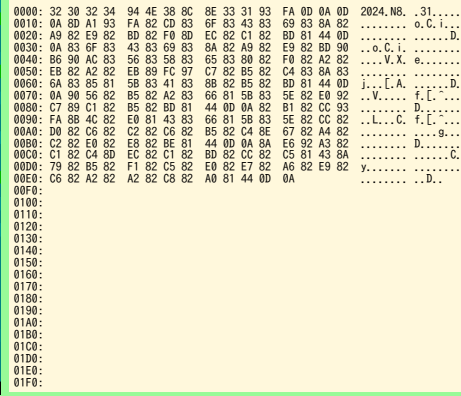 0000: 32 30 32 34  94 4E 38 8C  8E 33 31 93  FA 0D 0A 0D  2024.N8. .31.....
0010: 0A 8D A1 93  FA 82 CD 83  6F 83 43 83  69 83 8A 82  ........ o.C.i...
0020: A9 82 E9 82  BD 82 F0 8D  EC 82 C1 82  BD 81 44 0D  ........ ......D.
0030: 0A 83 6F 83  43 83 69 83  8A 82 A9 82  E9 82 BD 90  ..o.C.i. ........
0040: B6 90 AC 83  56 83 58 83  65 83 80 82  F0 82 A2 82  ....V.X. e.......
0050: EB 82 A2 82  EB 89 FC 97  C7 82 B5 82  C4 83 8A 83  ........ ........
0060: 6A 83 85 81  5B 83 41 83  8B 82 B5 82  BD 81 44 0D  j...[.A. ......D.
0070: 0A 90 56 82  B5 82 A2 83  66 81 5B 83  5E 82 E0 92  ..V..... f.[.^...
0080: C7 89 C1 82  B5 82 BD 81  44 0D 0A 82  B1 82 CC 93  ........ D.......
0090: FA 8B 4C 82  E0 81 43 83  66 81 5B 83  5E 82 CC 82  ..L...C. f.[.^...
00A0: D0 82 C6 82  C2 82 C6 82  B5 82 C4 8E  67 82 A4 82  ........ ....g...
00B0: C2 82 E0 82  E8 82 BE 81  44 0D 0A 8A  E6 92 A3 82  ........ D.......
00C0: C1 82 C4 8D  EC 82 C1 82  BD 82 CC 82  C5 81 43 8A  ........ ......C.
00D0: 79 82 B5 82  F1 82 C5 82  E0 82 E7 82  A6 82 E9 82  y....... ........
00E0: C6 82 A2 82  A2 82 C8 82  A0 81 44 0D  0A  ........ ..D..
00F0:
0100:
0110:
0120:
0130:
0140:
0150:
0160:
0170:
0180:
0190:
01A0:
01B0:
01C0:
01D0:
01E0:
01F0: